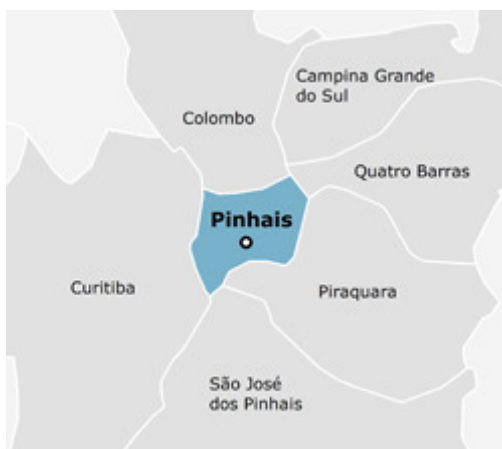 Campina Grande
do Sul
Colombo
Quatro Barras
Pinhais
Curitiba
Piraquara
São José
dos Pinhais